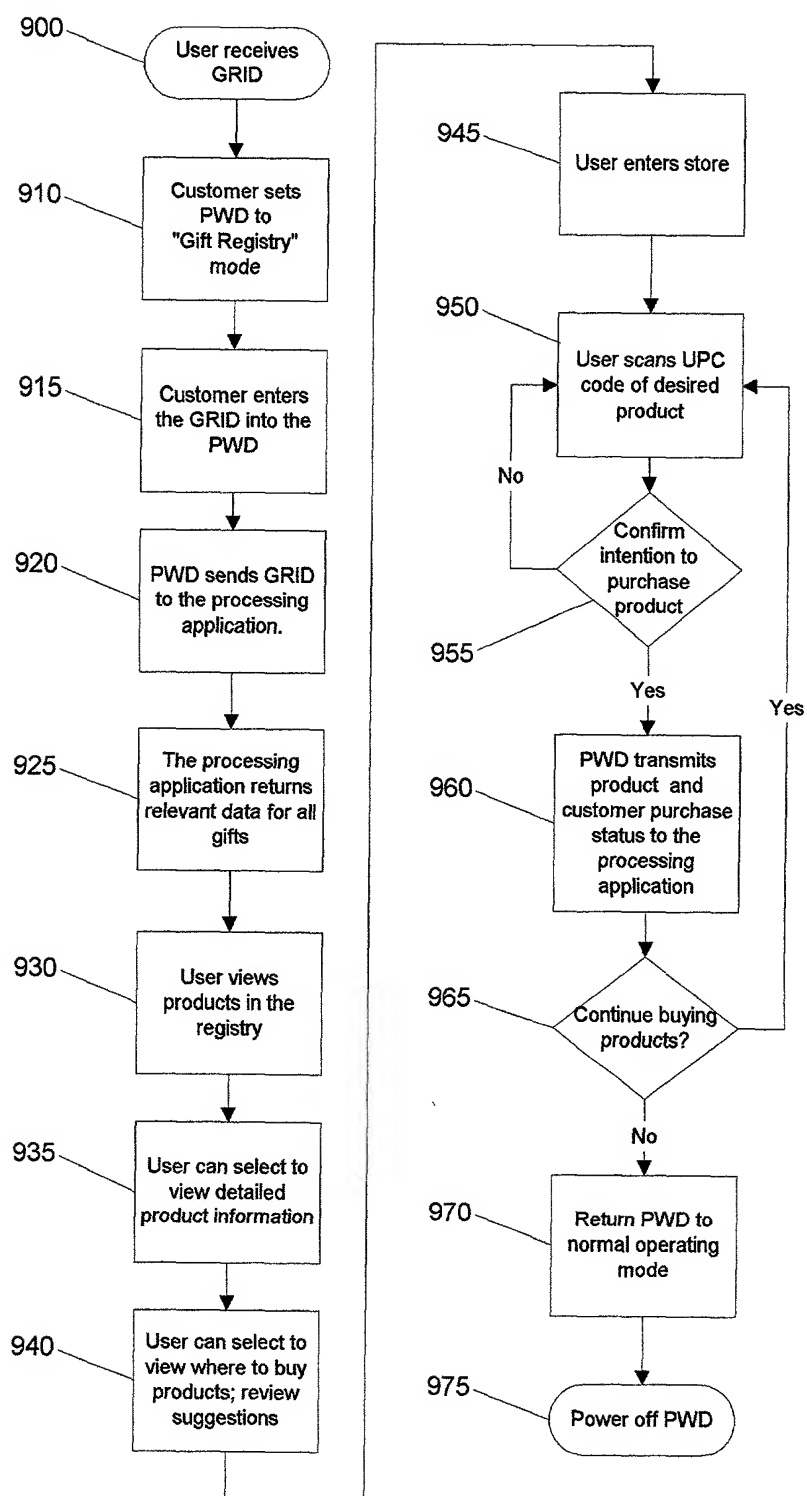 900
User receives
GRID
910
Customer sets
PWD to
"Gift Registry"
mode
915
Customer enters
the GRID into the
PWD
920
PWD sends GRID
to the processing
application.
925
The processing
application returns
relevant data for all
gifts
930
User views
products in the
registry
935
User can select to
view detailed
product information
940
User can select to
view where to buy
products; review
suggestions
945
User enters store
950
User scans UPC
code of desired
product
No
Confirm
intention to
purchase
product
955
Yes
Yes
960
PWD transmits
product and
customer purchase
status to the
processing
application
965
Continue buying
products?
No
970
Return PWD to
normal operating
mode
975
Power off PWD